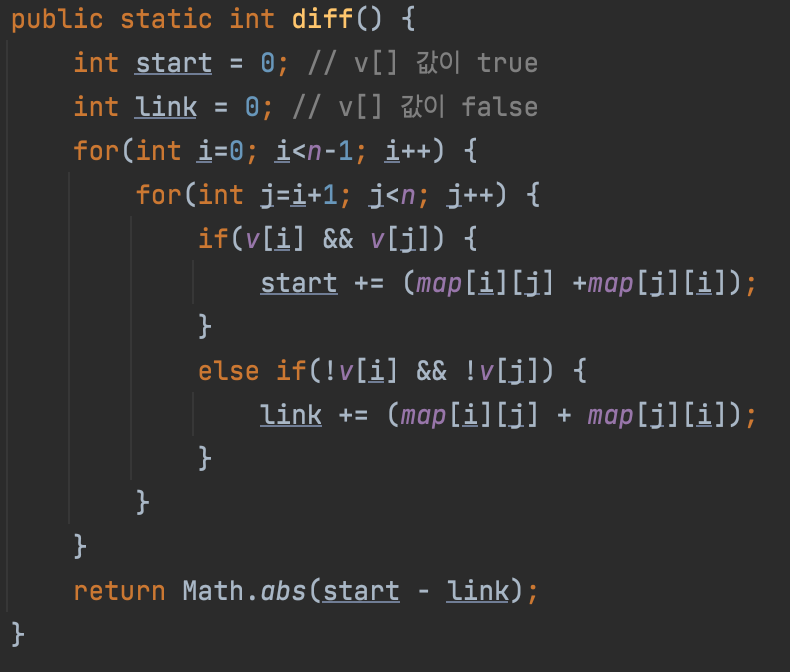 public static int diff() {
    int start = 0; // v[] 값이 true
    int link = 0; // v[] 값이 false
    for(int i=0; i<n-1; i++) {
        for(int j=i+1; j<n; j++) {
            if(v[i] && v[j]) {
                start += (map[i][j] +map[j][i]);
            }
            else if(!v[i] && !v[j]) {
                link += (map[i][j] + map[j][i]);
            }
        }
    }
    return Math.abs(start - link);
}